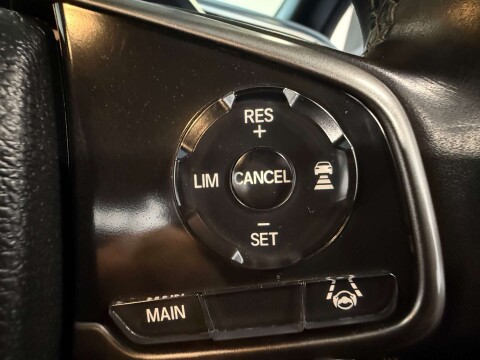 RES
+
LIM CANCEL
−
SET
MAIN